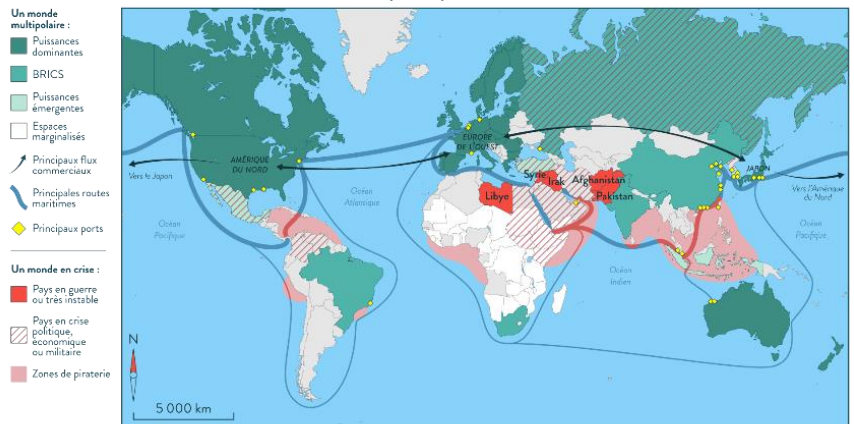 Un monde
multipolaire :
Puissances
dominantes
BRICS
Puissances
émergentes
Espaces
marginalisés
Principaux flux
commerciaux
Principales routes
maritimes
Principaux ports
Un monde en crise :
Pays en guerre
ou très instable
Pays en crise
politique,
économique
ou militaire
Zones de piraterie
N
5 000 km
AMÉRIQUE
DU NORD
EUROPE
DE L'OUEST
JAPON
Vers le Japon
Vers l'Amérique
du Nord
Océan
Pacifique
Océan
Atlantique
Océan
Indien
Océan
Pacifique
Syrie
Irak
Afghanistan
Pakistan
Libye